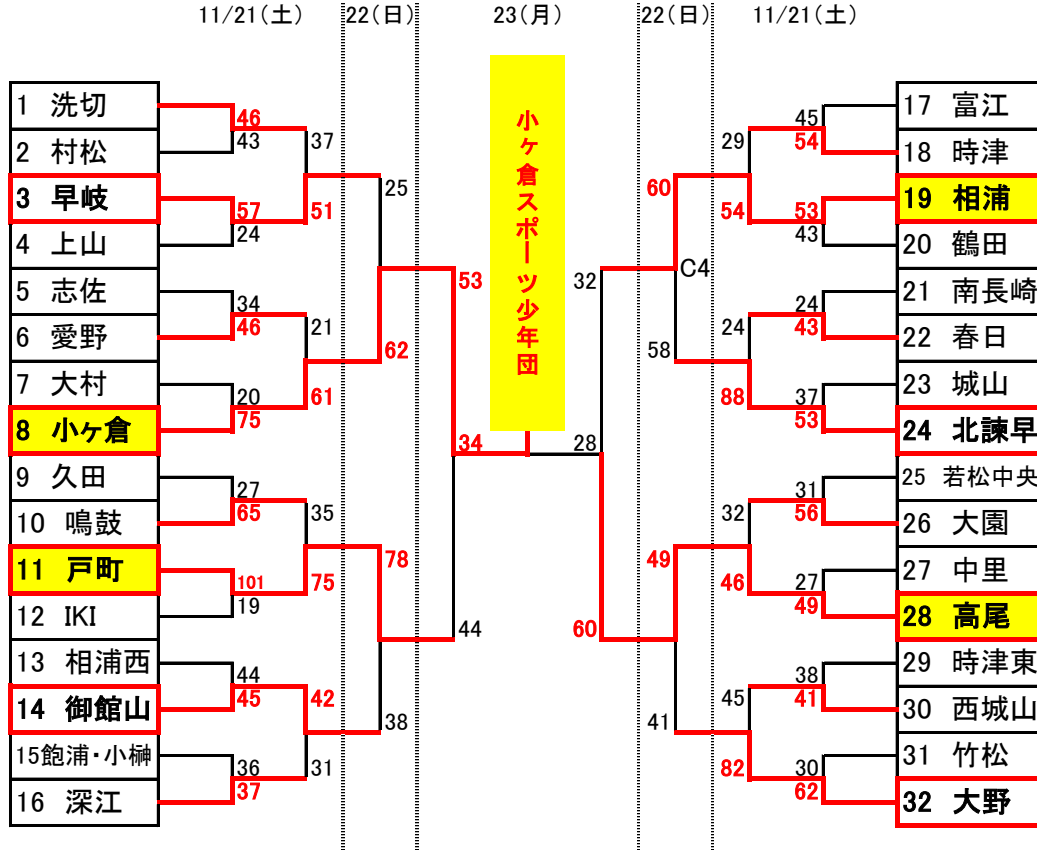 11/21(土)
22(日)
23(月)
22(日)
11/21(土)
小ヶ倉スポーツ少年団
1 洗切
2 村松
3 早岐
4 上山
5 志佐
6 愛野
7 大村
8 小ヶ倉
9 久田
10 鳴鼓
11 戸町
12 IKI
13 相浦西
14 御館山
15飽浦・小榊
16 深江
46
43
57
24
34
46
20
75
27
65
101
19
44
45
36
37
37
51
21
61
35
75
42
31
25
62
78
38
53
44
34
28
32
60
60
C4
58
49
41
29
54
24
88
32
46
45
82
45
54
53
43
24
43
37
53
31
56
27
49
38
41
30
62
17 富江
18 時津
19 相浦
20 鶴田
21 南長崎
22 春日
23 城山
24 北諫早
25 若松中央
26 大園
27 中里
28 高尾
29 時津東
30 西城山
31 竹松
32 大野